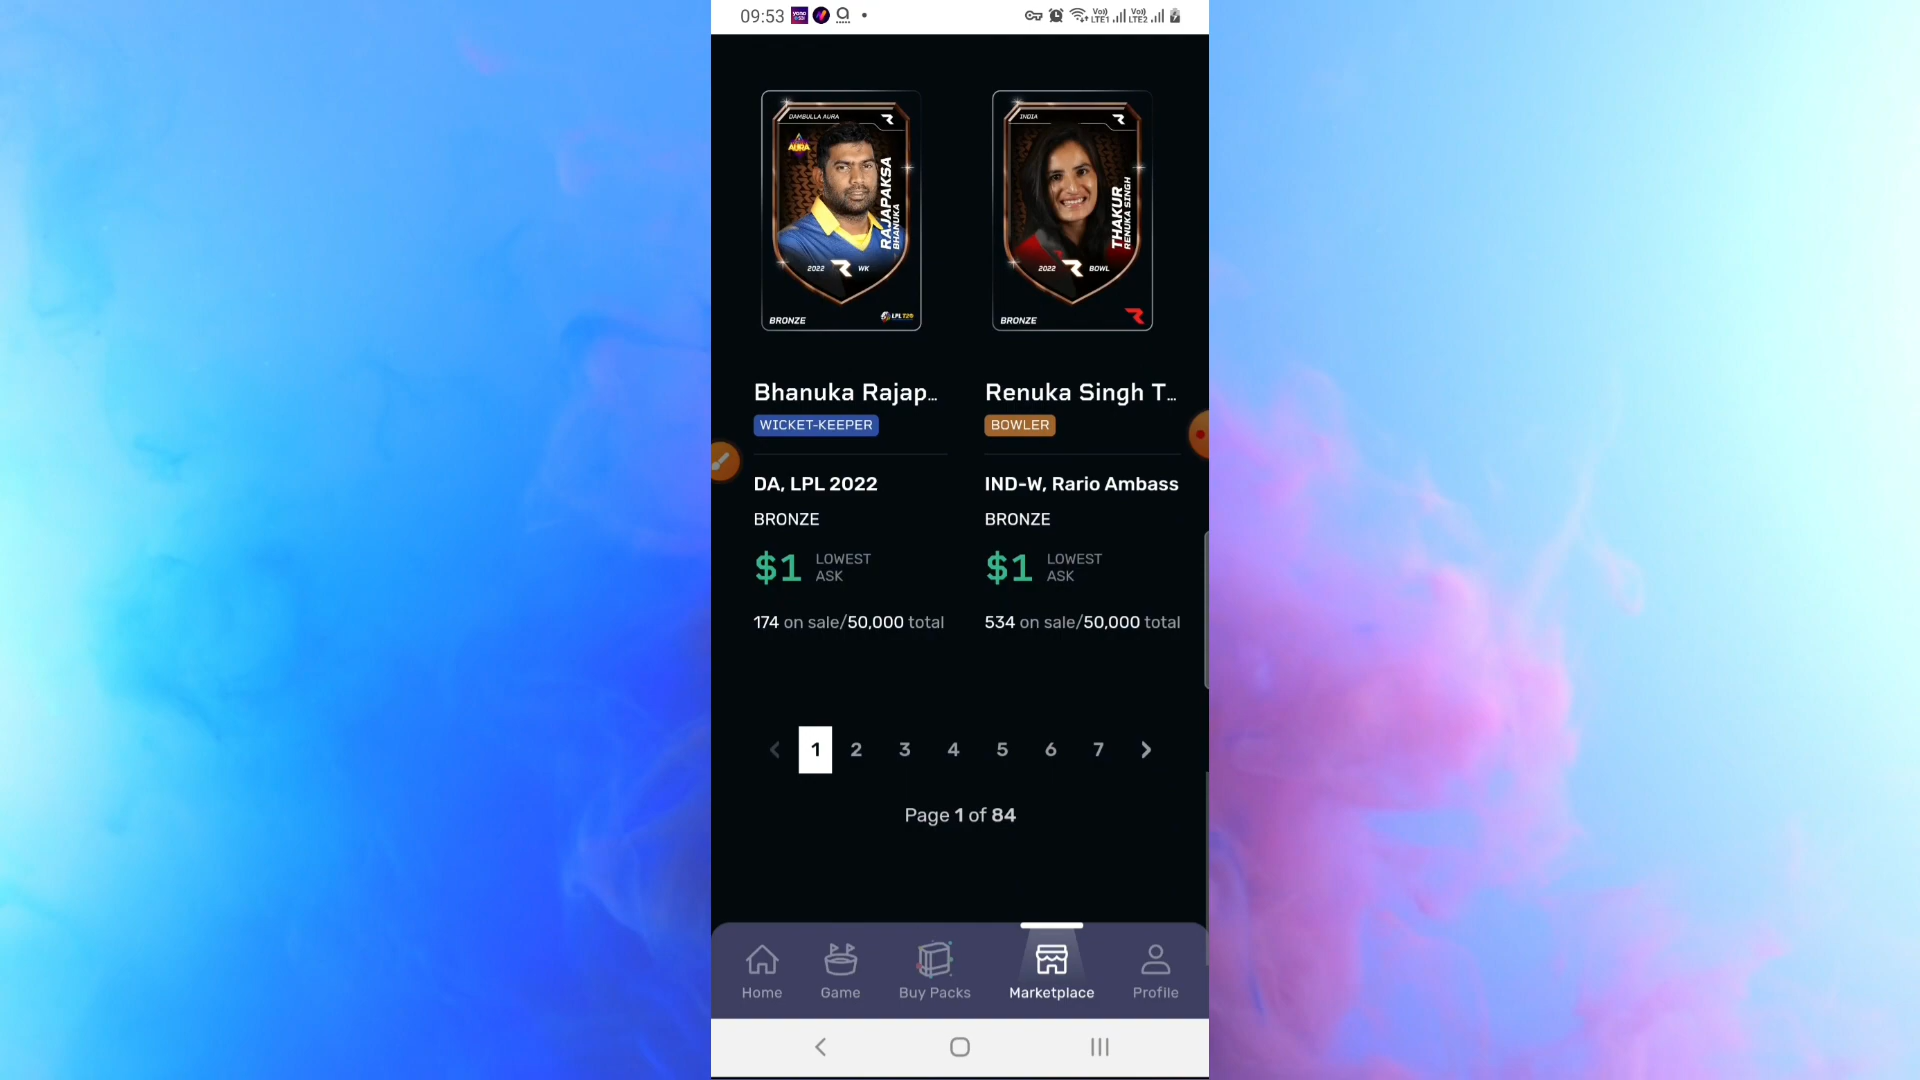 09:53
DAMBULLA AURA
AURA
RAJAPAKSA
BHANUKA
2022 WK
BRONZE
LPL T20
INDIA
THAKUR
RENUKA SINGH
2022 BOWL
BRONZE
Bhanuka Rajap...
WICKET-KEEPER
DA, LPL 2022
BRONZE
$1 LOWEST
ASK
174 on sale/50,000 total
Renuka Singh T...
BOWLER
IND-W, Rario Ambass
BRONZE
$1 LOWEST
ASK
534 on sale/50,000 total
1 2 3 4 5 6 7
Page 1 of 84
Home Game Buy Packs Marketplace Profile